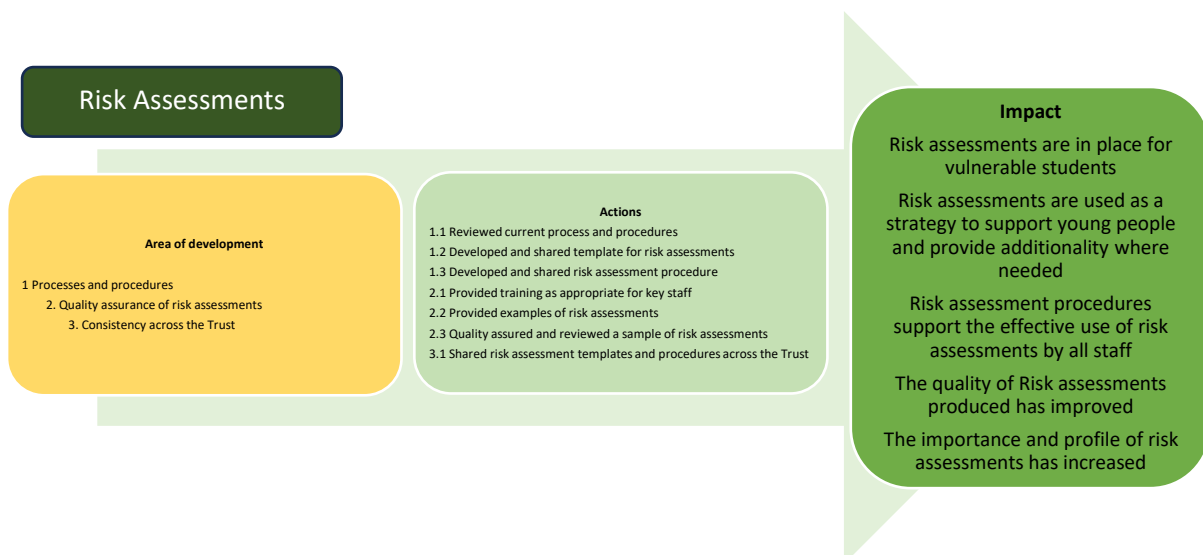 Risk Assessments
Area of development
1 Processes and procedures
2. Quality assurance of risk assessments
3. Consistency across the Trust
Actions
1.1 Reviewed current process and procedures
1.2 Developed and shared template for risk assessments
1.3 Developed and shared risk assessment procedure
2.1 Provided training as appropriate for key staff
2.2 Provided examples of risk assessments
2.3 Quality assured and reviewed a sample of risk assessments
3.1 Shared risk assessment templates and procedures across the Trust
Impact
Risk assessments are in place for
vulnerable students
Risk assessments are used as a
strategy to support young people
and provide additionality where
needed
Risk assessment procedures
support the effective use of risk
assessments by all staff
The quality of Risk assessments
produced has improved
The importance and profile of risk
assessments has increased